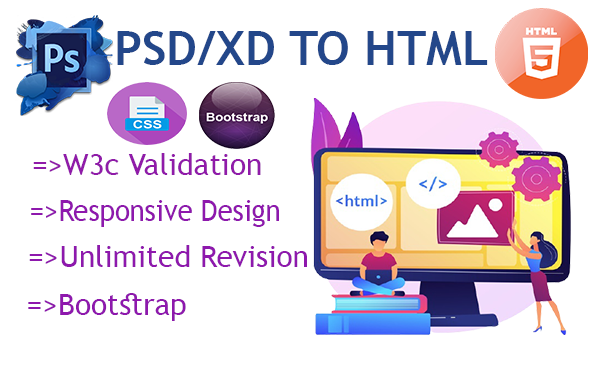 Ps
PSD/XD TO HTML
HTML
5
CSS
Bootstrap
=>W3c Validation
=>Responsive Design
=>Unlimited Revision
=>Bootstrap
<html>
</>